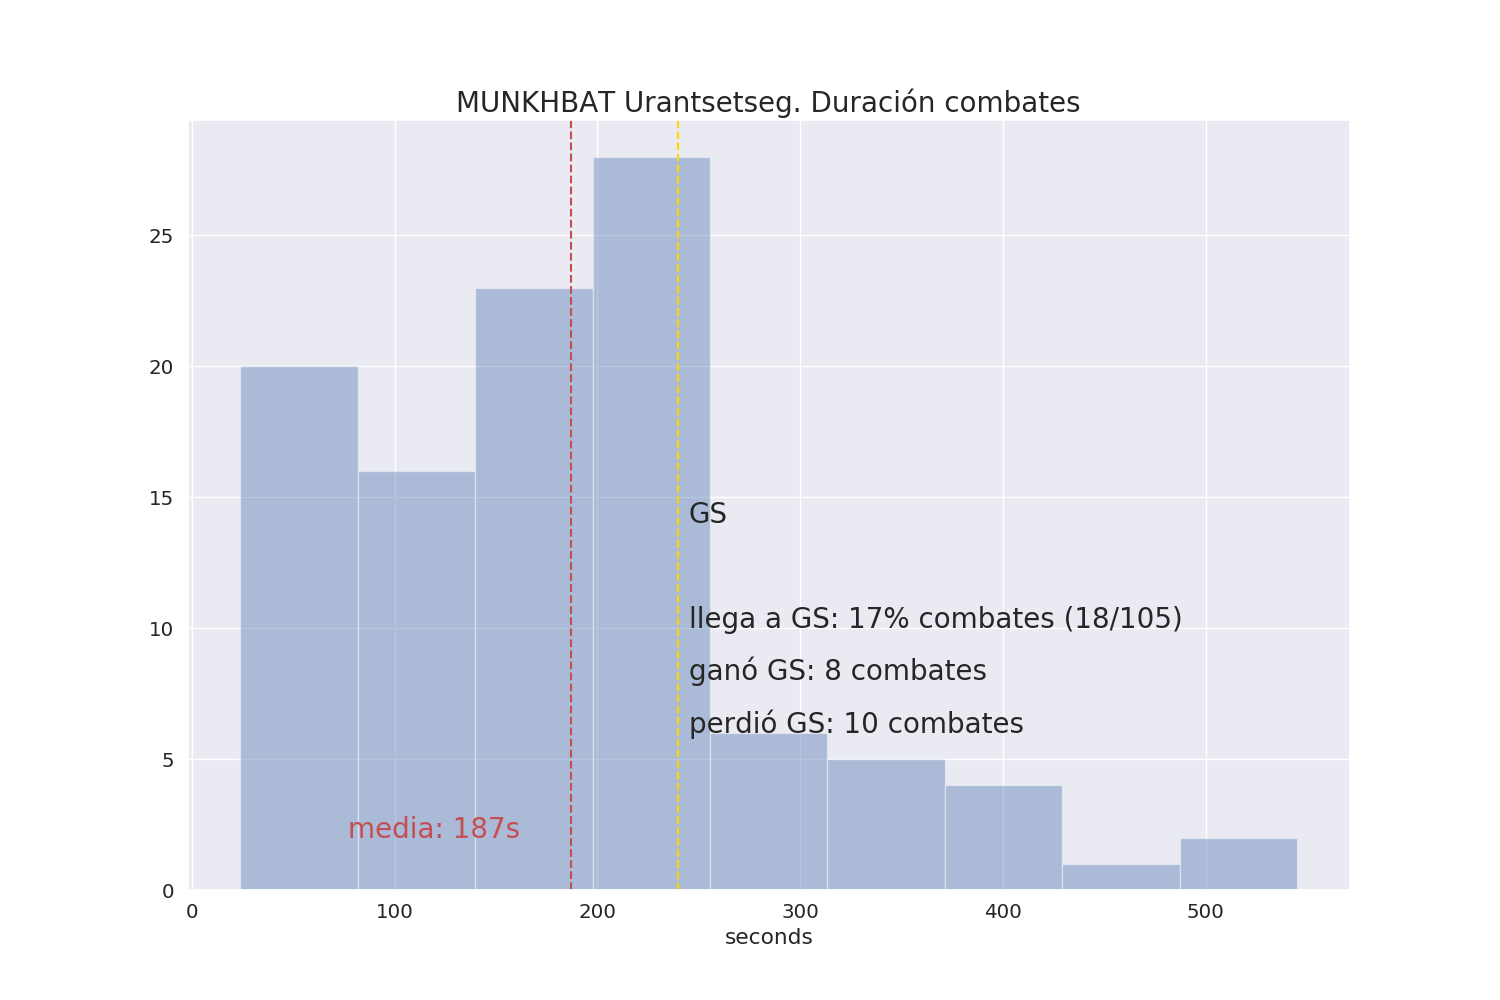 MUNKHBAT Urantsetseg. Duración combates
25
20
15
10
5
0
GS
llega a GS: 17% combates (18/105)
ganó GS: 8 combates
perdió GS: 10 combates
media: 187s
0 100 200 300 400 500
seconds